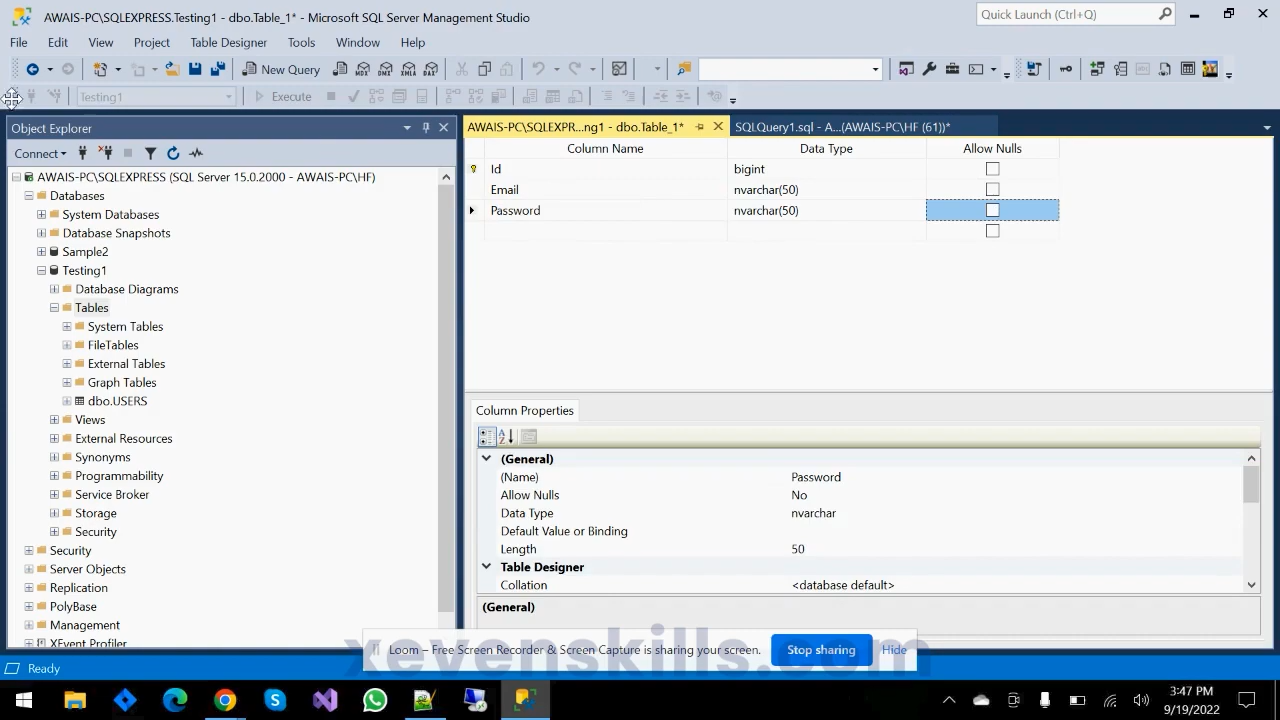 AWAIS-PC\SQLEXPRESS.Testing1 - dbo.Table_1* - Microsoft SQL Server Management Studio
Quick Launch (Ctrl+Q)
File Edit View Project Table Designer Tools Window Help
New Query MDX DMX XMLA DAX
Testing1 Execute
Object Explorer
AWAIS-PC\SQLEXPR...ng1 - dbo.Table_1*
SQLQuery1.sql - A...(AWAIS-PC\HF (61))*
Connect
Column Name Data Type Allow Nulls
Id bigint
Email nvarchar(50)
Password nvarchar(50)
AWAIS-PC\SQLEXPRESS (SQL Server 15.0.2000 - AWAIS-PC\HF)
Databases
System Databases
Database Snapshots
Sample2
Testing1
Database Diagrams
Tables
System Tables
FileTables
External Tables
Graph Tables
dbo.USERS
Views
External Resources
Synonyms
Programmability
Service Broker
Storage
Security
Security
Server Objects
Replication
PolyBase
Management
XEvent Profiler
Column Properties
(General)
(Name) Password
Allow Nulls No
Data Type nvarchar
Default Value or Binding
Length 50
Table Designer
Collation <database default>
(General)
xevenskills.com
Loom – Free Screen Recorder & Screen Capture is sharing your screen.
Stop sharing
Hide
Ready
3:47 PM
9/19/2022